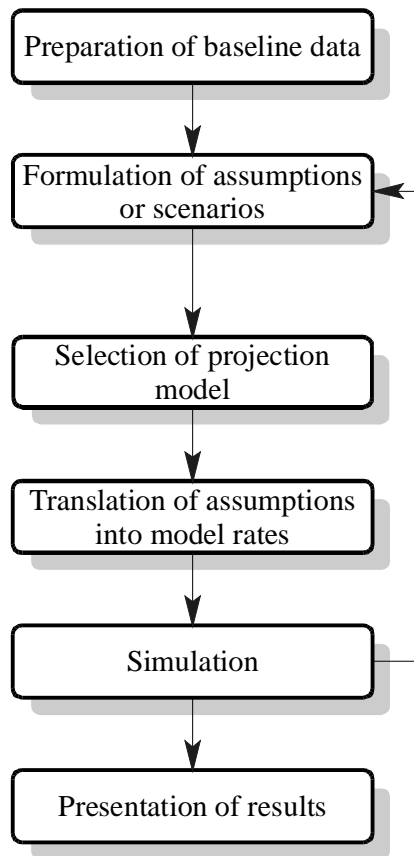 Preparation of baseline data
Formulation of assumptions
or scenarios
Selection of projection
model
Translation of assumptions
into model rates
Simulation
Presentation of results